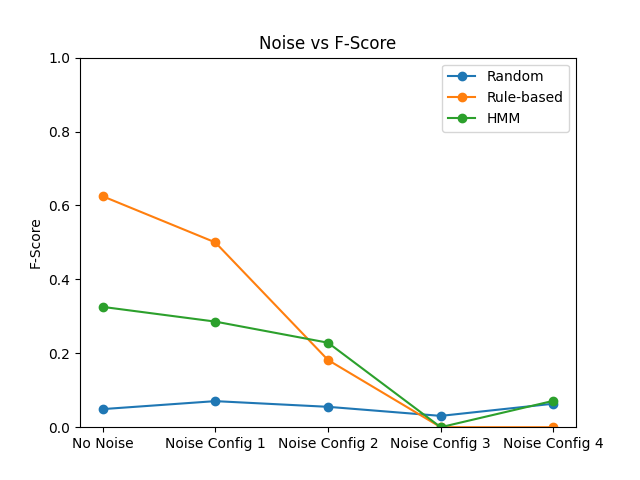 Noise vs F-Score
1.0
0.8
0.6
0.4
0.2
0.0
F-Score
Random
Rule-based
HMM
No Noise
Noise Config 1
Noise Config 2
Noise Config 3
Noise Config 4